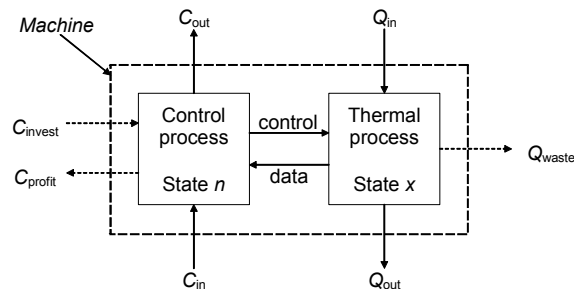 Machine
C_out
Q_in
Control process
Thermal process
control
C_invest
Q_waste
C_profit
data
State n
State x
C_in
Q_out